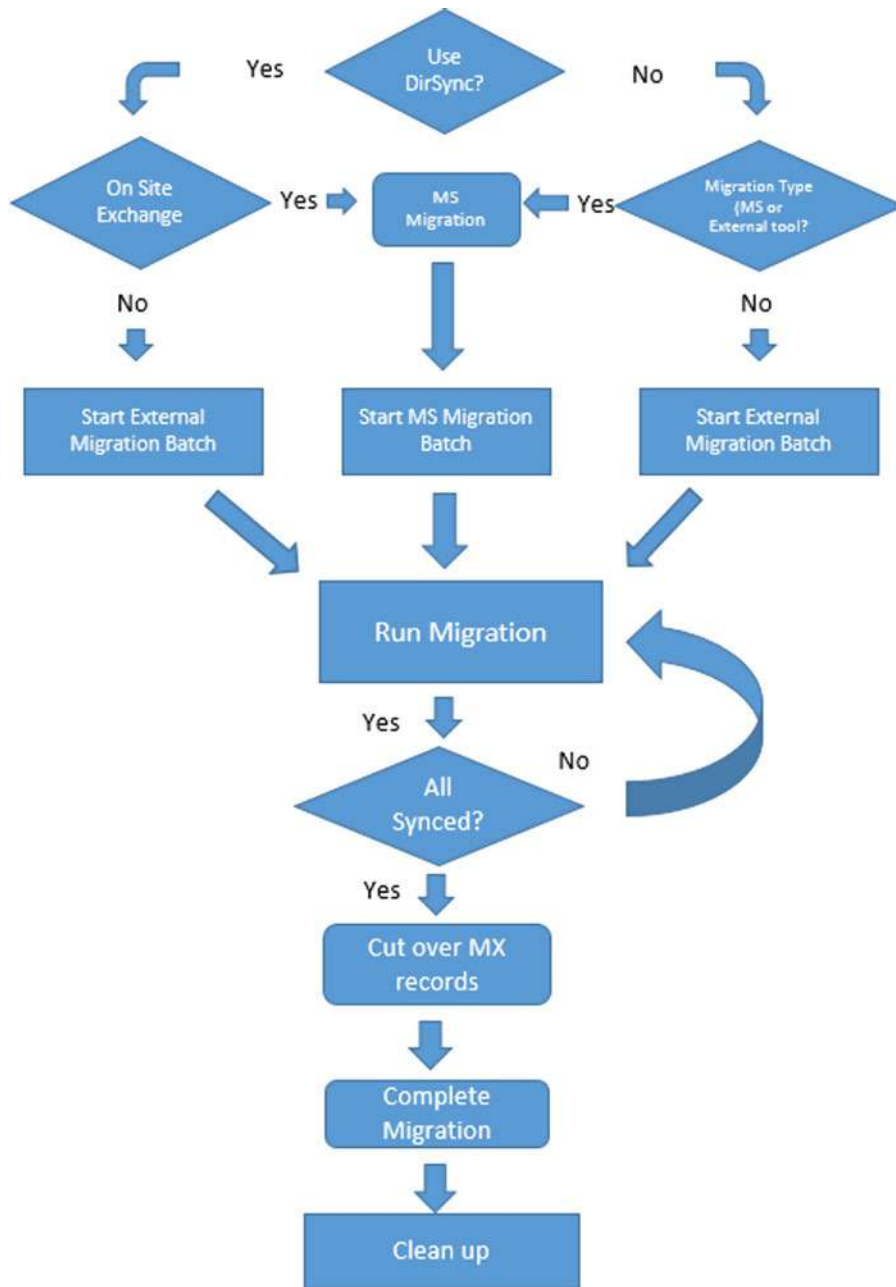 Use
DirSync?
Yes
No
On Site
Exchange
Yes
MS
Migration
Yes
Migration Type
(MS or
External tool?
No
No
Start External
Migration Batch
Start MS Migration
Batch
Start External
Migration Batch
Run Migration
Yes
All
Synced?
No
Yes
Cut over MX
records
Complete
Migration
Clean up